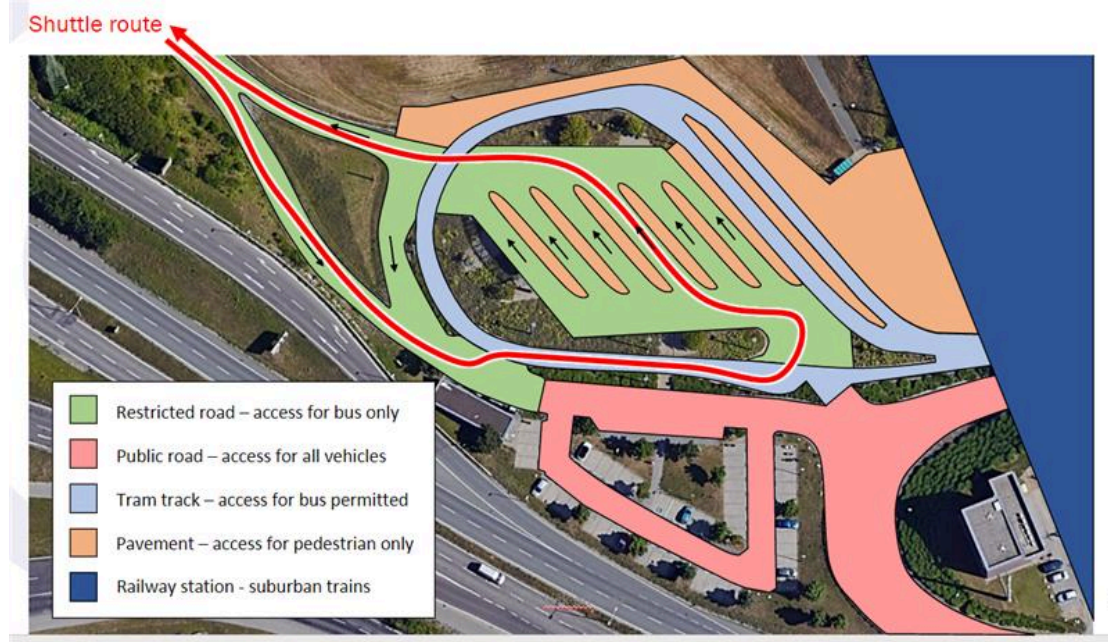 Shuttle route
Restricted road – access for bus only
Public road – access for all vehicles
Tram track – access for bus permitted
Pavement – access for pedestrian only
Railway station - suburban trains